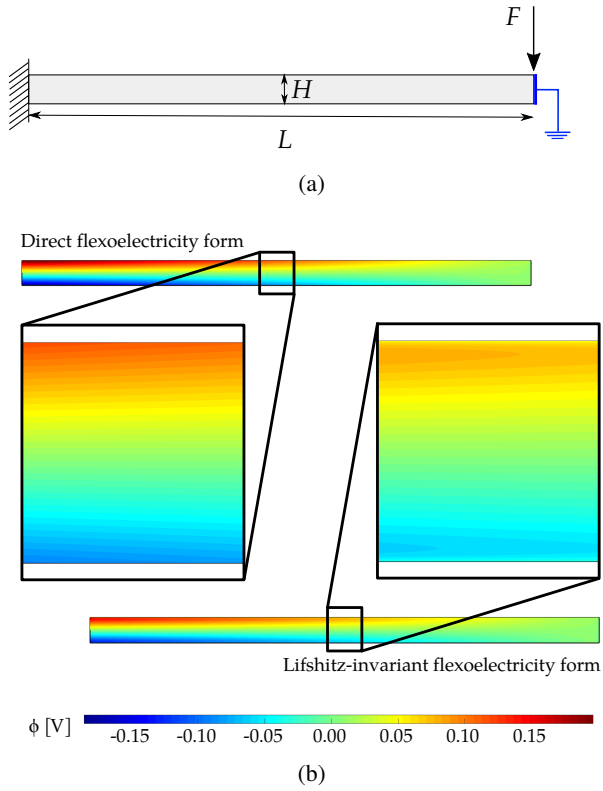 F
H
L
(a)
Direct flexoelectricity form
Lifshitz-invariant flexoelectricity form
ϕ [V]
-0.15 -0.10 -0.05 0.00 0.05 0.10 0.15
(b)